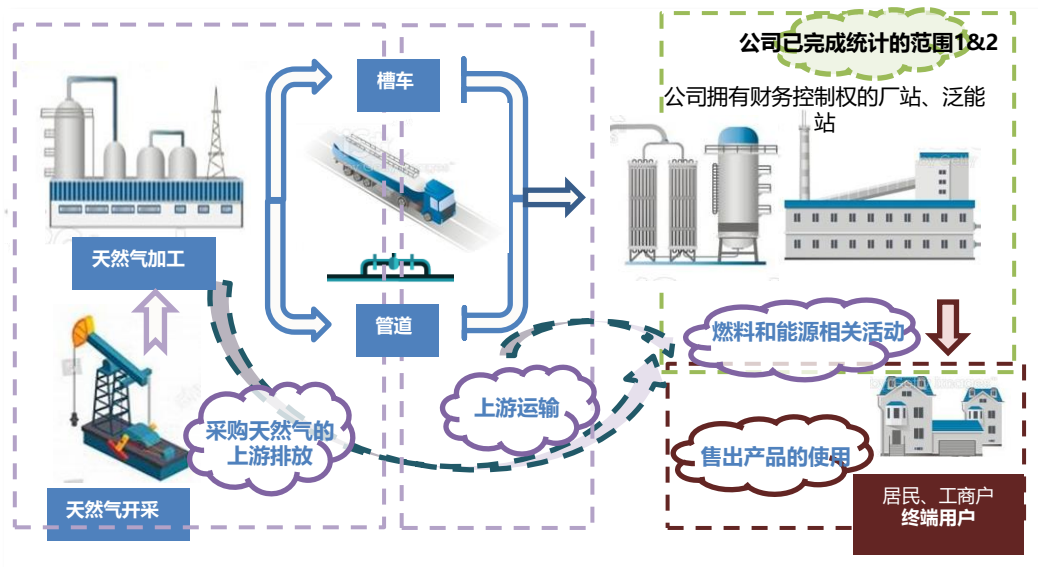 公司已完成统计的范围1&2
公司拥有财务控制权的厂站、泛能
站
槽车
天然气加工
管道
燃料和能源相关活动
上游运输
采购天然气的
上游排放
售出产品的使用
天然气开采
居民、工商户
终端用户